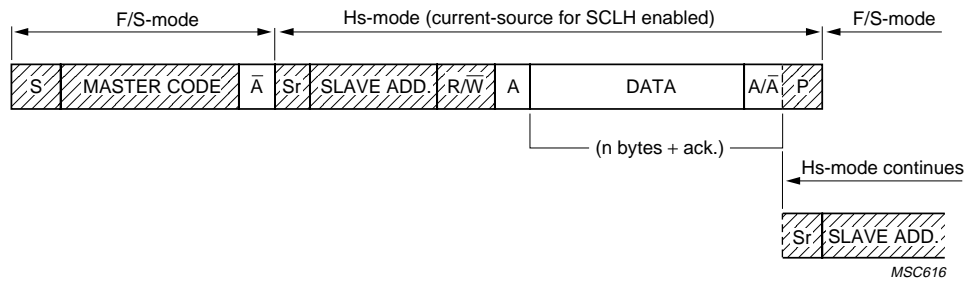 F/S-mode Hs-mode (current-source for SCLH enabled) F/S-mode
S MASTER CODE A̅ Sr SLAVE ADD. R/W̅ A DATA A/A̅ P
(n bytes + ack.)
Hs-mode continues
Sr SLAVE ADD.
MSC616